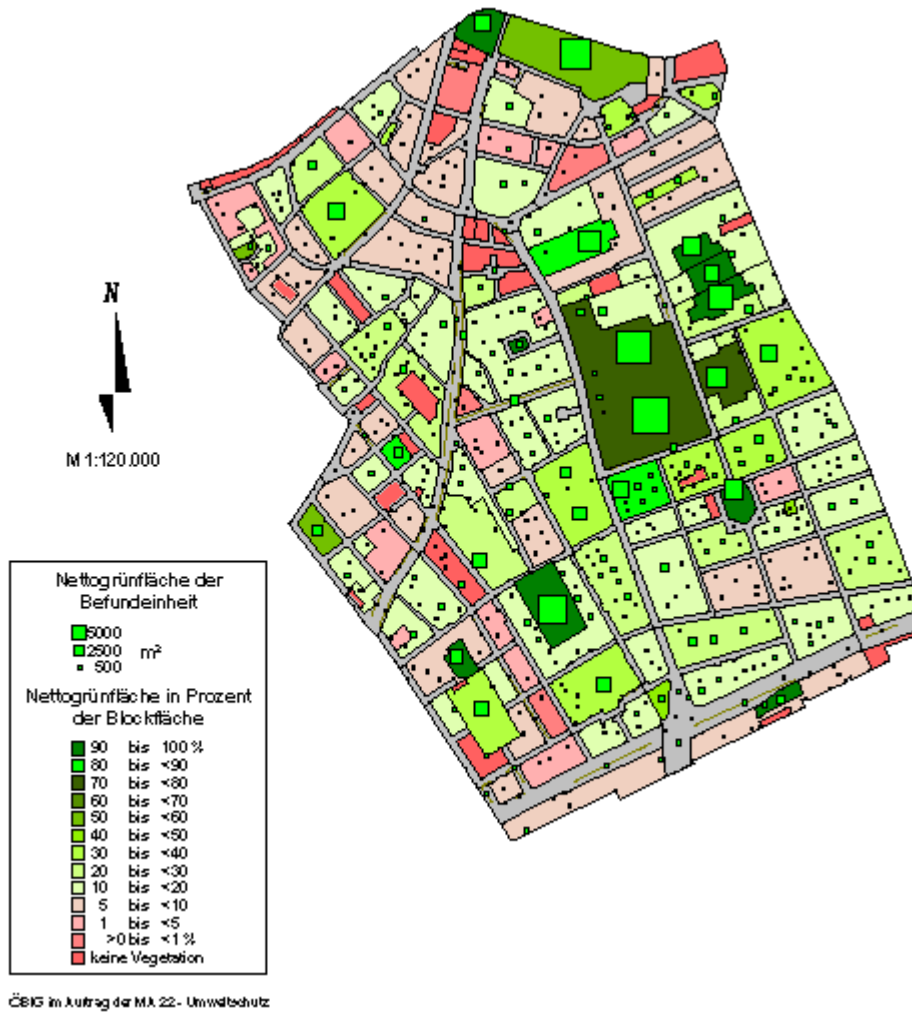 N
M 1:120.000
Nettogrünfläche der
Befundeinheit
5000
2500 m²
500
Nettogrünfläche in Prozent
der Blockfläche
90 bis 100 %
80 bis <90
70 bis <80
60 bis <70
50 bis <60
40 bis <50
30 bis <40
20 bis <30
10 bis <20
5 bis <10
1 bis <5
>0 bis <1 %
keine Vegetation
ÖBIG im Auftrag der MA 22 - Umweltschutz